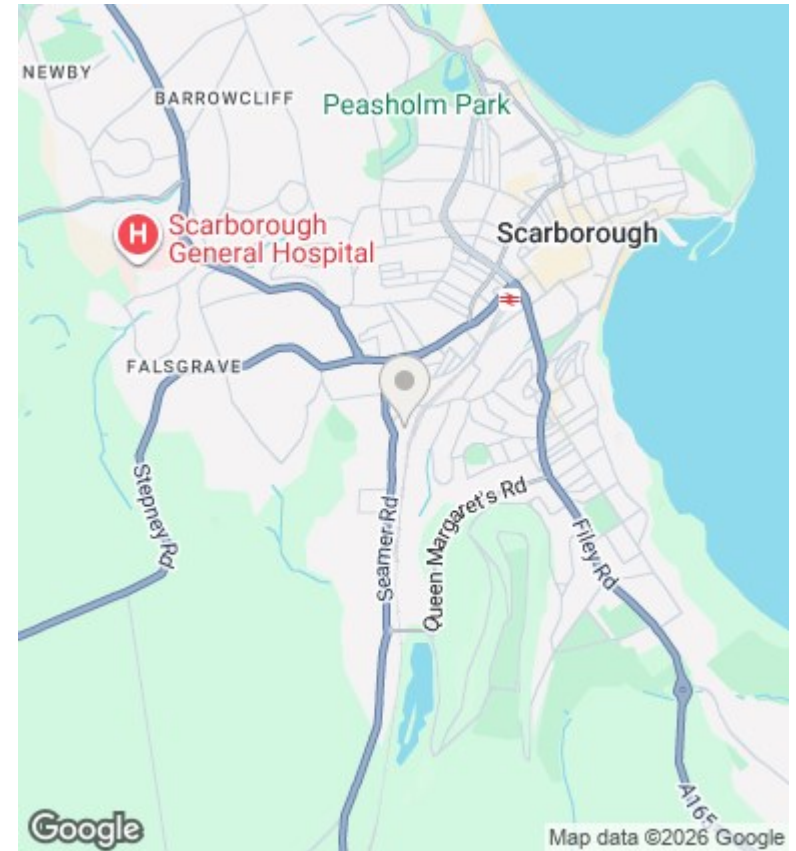 NEWBY
BARROWCLIFF
Peasholm Park
H
Scarborough
General Hospital
Scarborough
FALSGRAVE
Stepney Rd
Seamer Rd
Queen Margaret's Rd
Filey Rd
A165
Google
Map data ©2026 Google